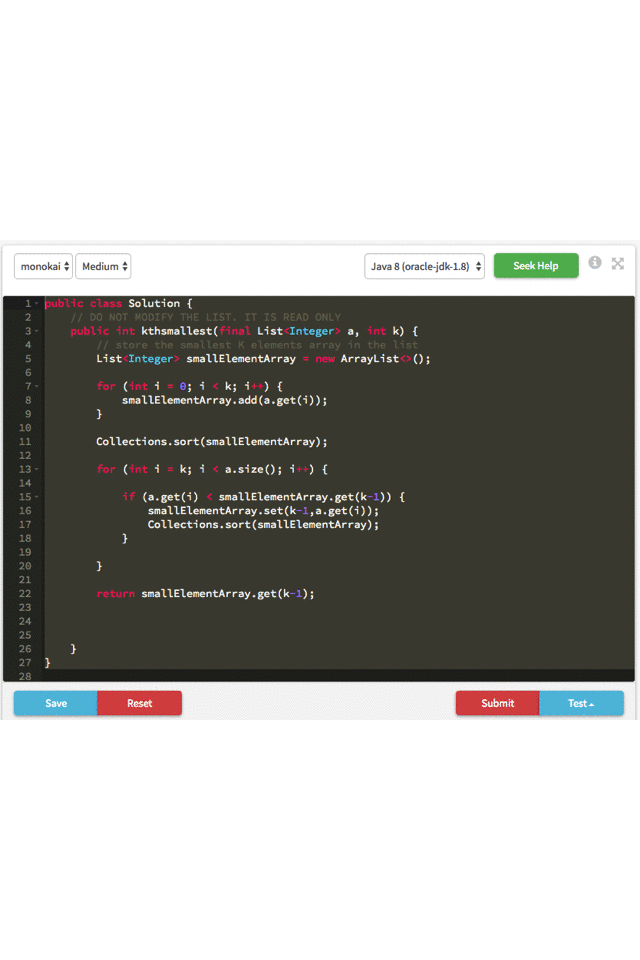 monokai Medium Java 8 (oracle-jdk-1.8) Seek Help
1 public class Solution {
2 // DO NOT MODIFY THE LIST. IT IS READ ONLY
3 public int kthsmallest(final List<Integer> a, int k) {
4 // store the smallest K elements array in the list
5 List<Integer> smallElementArray = new ArrayList<>();
6
7 for (int i = 0; i < k; i++) {
8 smallElementArray.add(a.get(i));
9 }
10
11 Collections.sort(smallElementArray);
12
13 for (int i = k; i < a.size(); i++) {
14
15 if (a.get(i) < smallElementArray.get(k-1)) {
16 smallElementArray.set(k-1,a.get(i));
17 Collections.sort(smallElementArray);
18 }
19
20 }
21
22 return smallElementArray.get(k-1);
23
24
25
26 }
27 }
28
Save Reset Submit Test